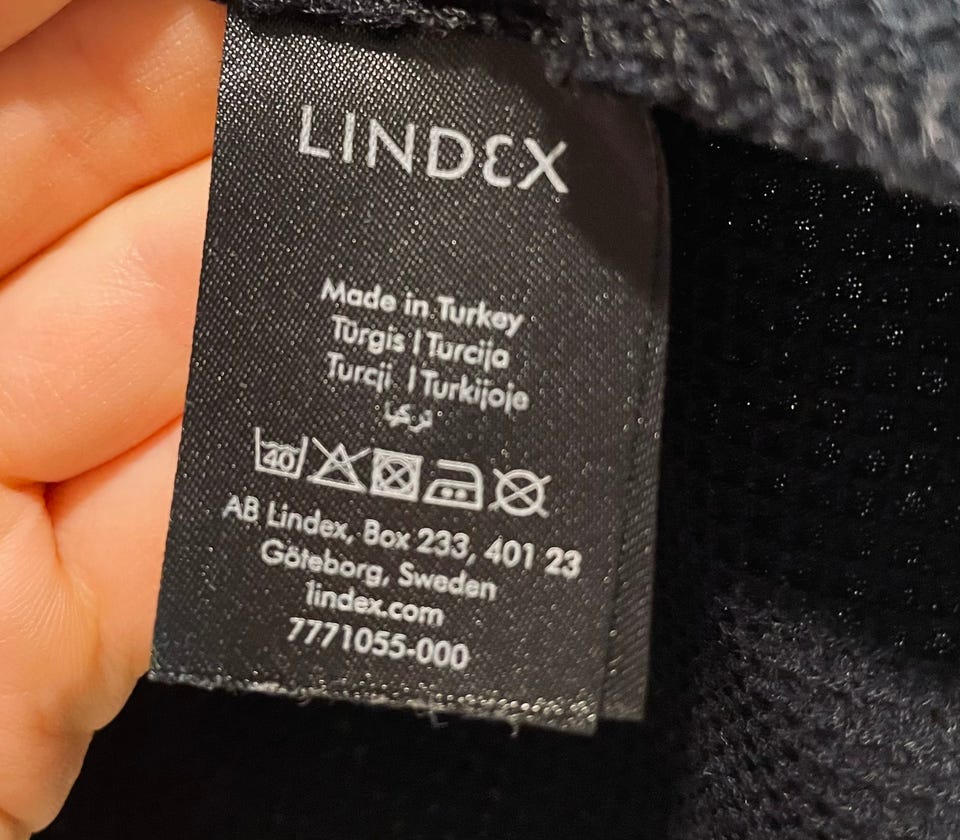 LINDEX
Made in Turkey
Türgis | Turcija
Turcji | Turkijoje
تركيا
40
AB Lindex, Box 233, 401 23
Göteborg, Sweden
lindex.com
7771055-000